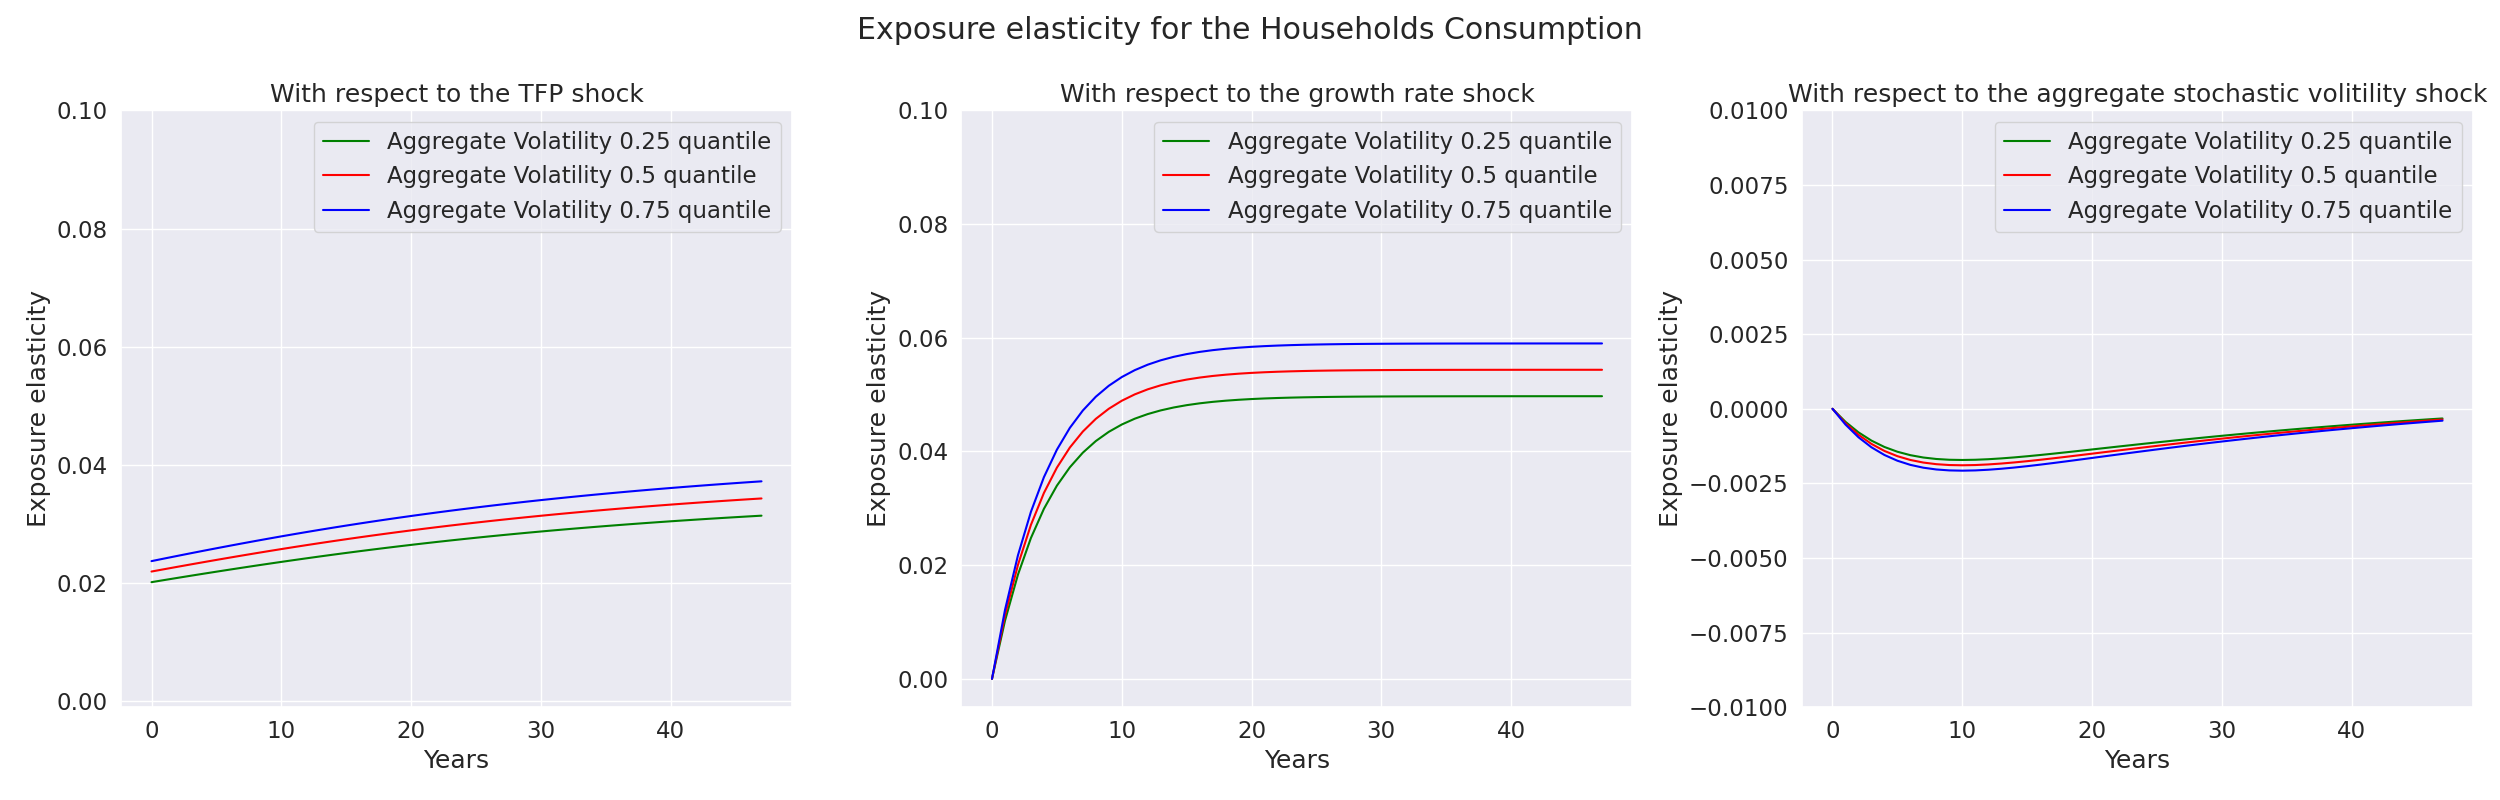 Exposure elasticity for the Households Consumption
With respect to the TFP shock
0.10
0.08
0.06
0.04
0.02
0.00
Exposure elasticity
Aggregate Volatility 0.25 quantile
Aggregate Volatility 0.5 quantile
Aggregate Volatility 0.75 quantile
0 10 20 30 40
Years
With respect to the growth rate shock
0.10
0.08
0.06
0.04
0.02
0.00
Exposure elasticity
Aggregate Volatility 0.25 quantile
Aggregate Volatility 0.5 quantile
Aggregate Volatility 0.75 quantile
0 10 20 30 40
Years
With respect to the aggregate stochastic volitility shock
0.0100
0.0075
0.0050
0.0025
0.0000
−0.0025
−0.0050
−0.0075
−0.0100
Exposure elasticity
Aggregate Volatility 0.25 quantile
Aggregate Volatility 0.5 quantile
Aggregate Volatility 0.75 quantile
0 10 20 30 40
Years